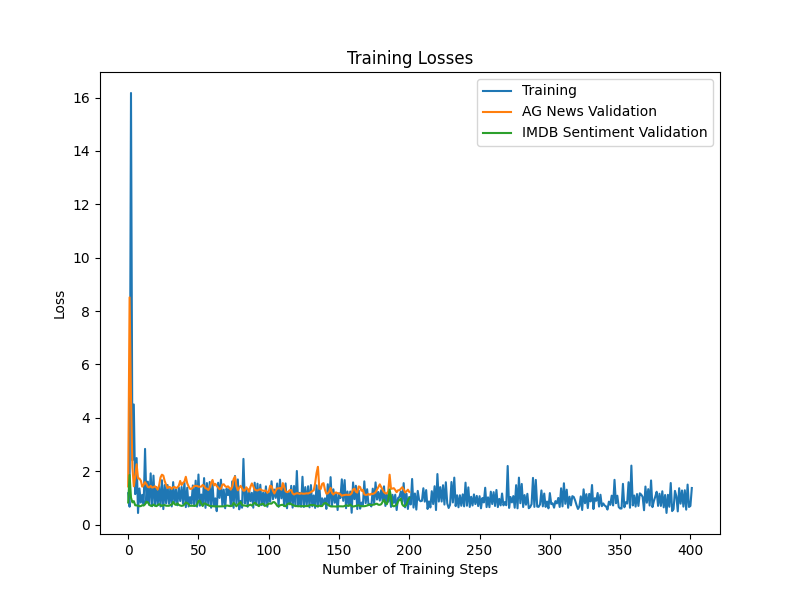 Training Losses
Training
AG News Validation
IMDB Sentiment Validation
16
14
12
10
8
6
4
2
0
Loss
0 50 100 150 200 250 300 350 400
Number of Training Steps